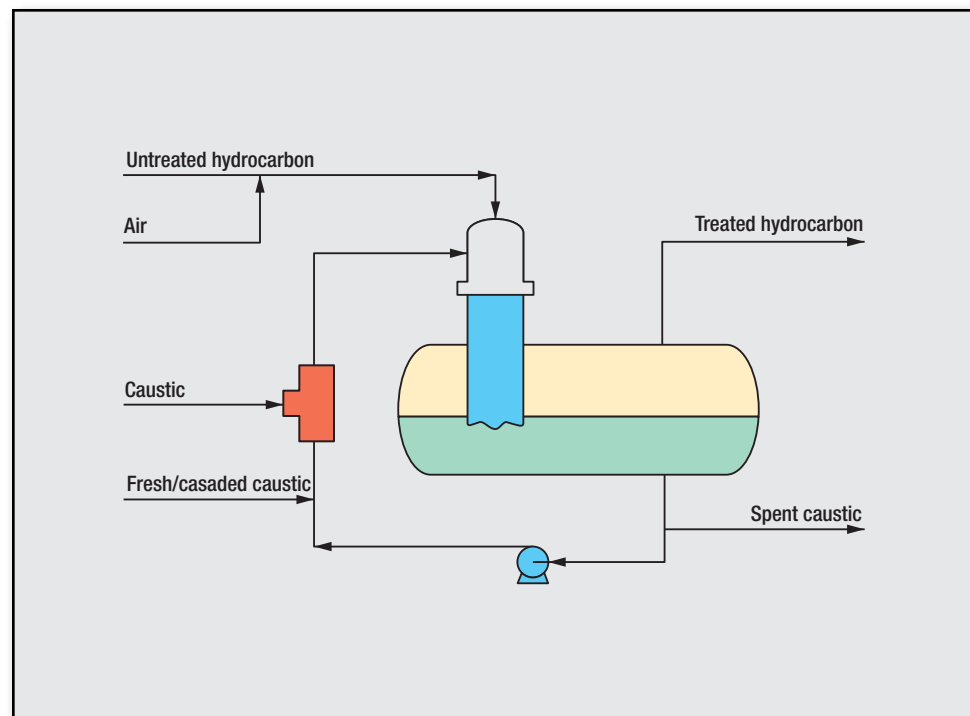 Untreated hydrocarbon
Air
Treated hydrocarbon
Caustic
Fresh/casaded caustic
Spent caustic